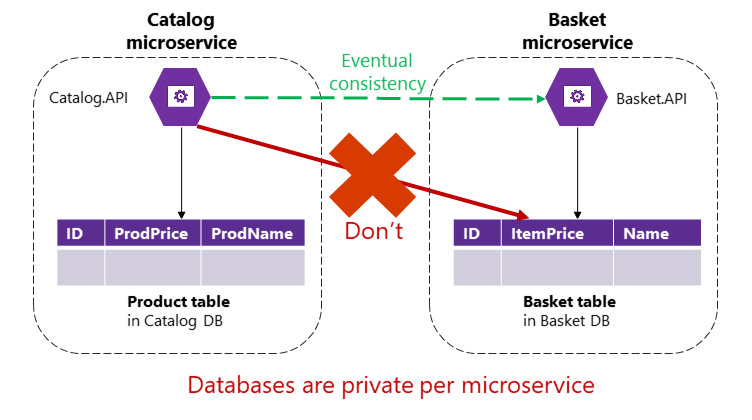 Catalog
microservice
Basket
microservice
Eventual
consistency
Catalog.API
Basket.API
Don't
ID ProdPrice ProdName
ID ItemPrice Name
Product table
in Catalog DB
Basket table
in Basket DB
Databases are private per microservice